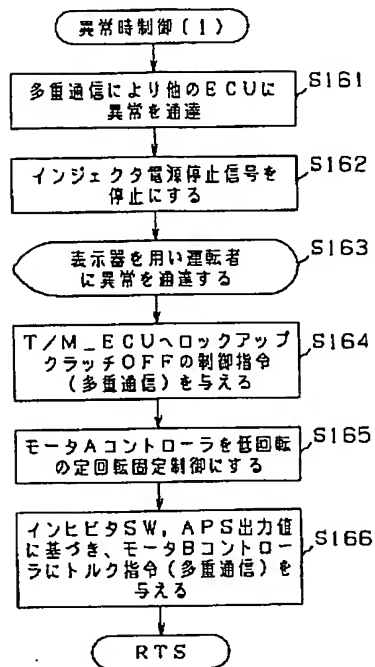 異常時制御(1)
多重通信により他のECUに
異常を通達
S161
インジェクタ電源停止信号を
停止にする
S162
表示器を用い運転者
に異常を通達する
S163
T/M_ECUへロックアップ
クラッチOFFの制御指令
(多重通信)を与える
S164
モータAコントローラを低回転
の定回転固定制御にする
S165
インヒビタSW,APS出力値
に基づき、モータBコントロー
ラにトルク指令(多重通信)を
与える
S166
RTS